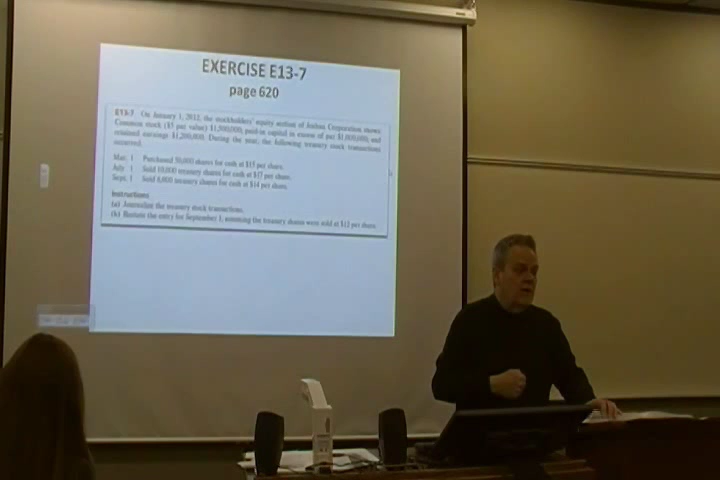 EXERCISE E13-7
page 620
E13-7 On January 1, 2012, the stockholders' equity section of Corporation shows
Common stock ($5 par value) $1,500,000; paid-in capital in excess of par $1,000,000; and
retained earnings $1,200,000. During the year, the following treasury stock transactions
occurred.
Mar. 1 Purchased 50,000 shares for cash at $15 per share.
July 1 Sold 10,000 treasury shares for cash at $17 per share.
Sept. 1 Sold 8,000 treasury shares for cash at $14 per share.
Instructions
(a) Journalize the treasury stock transactions.
(b) Restate the entry for September 1, assuming the treasury shares were sold at $12 per share.